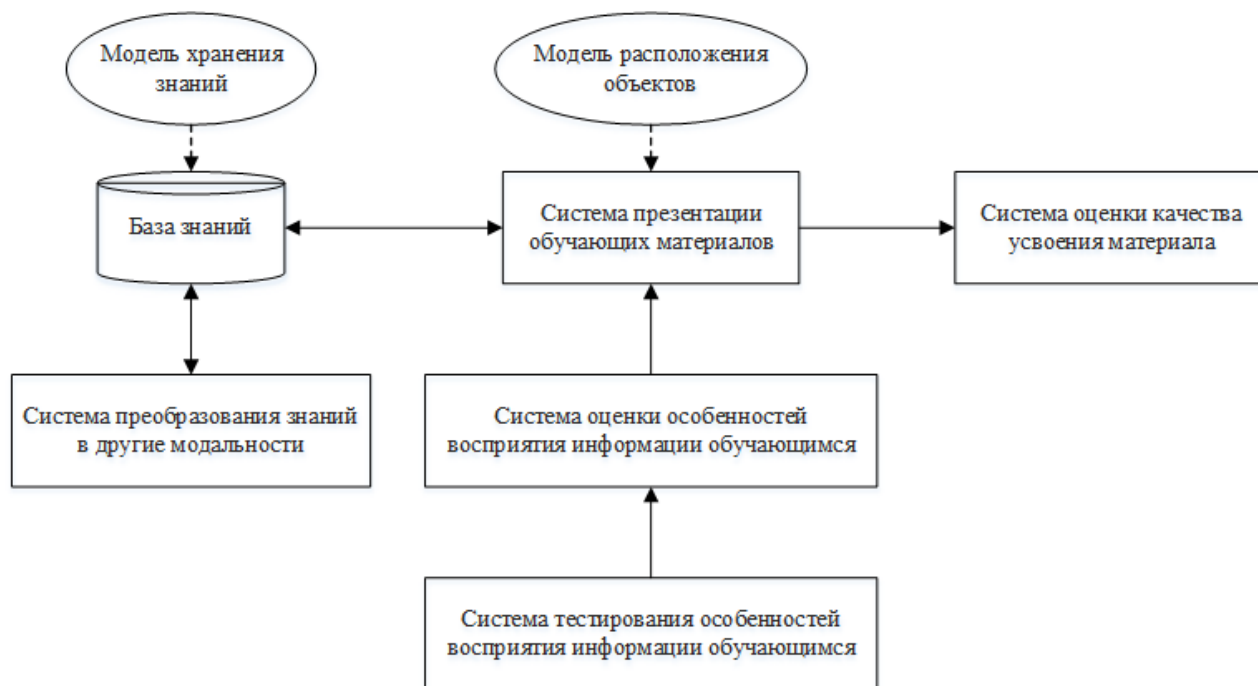 Модель хранения
знаний
Модель расположения
объектов
База знаний
Система презентации
обучающих материалов
Система оценки качества
усвоения материала
Система преобразования знаний
в другие модальности
Система оценки особенностей
восприятия информации обучающимся
Система тестирования особенностей
восприятия информации обучающимся